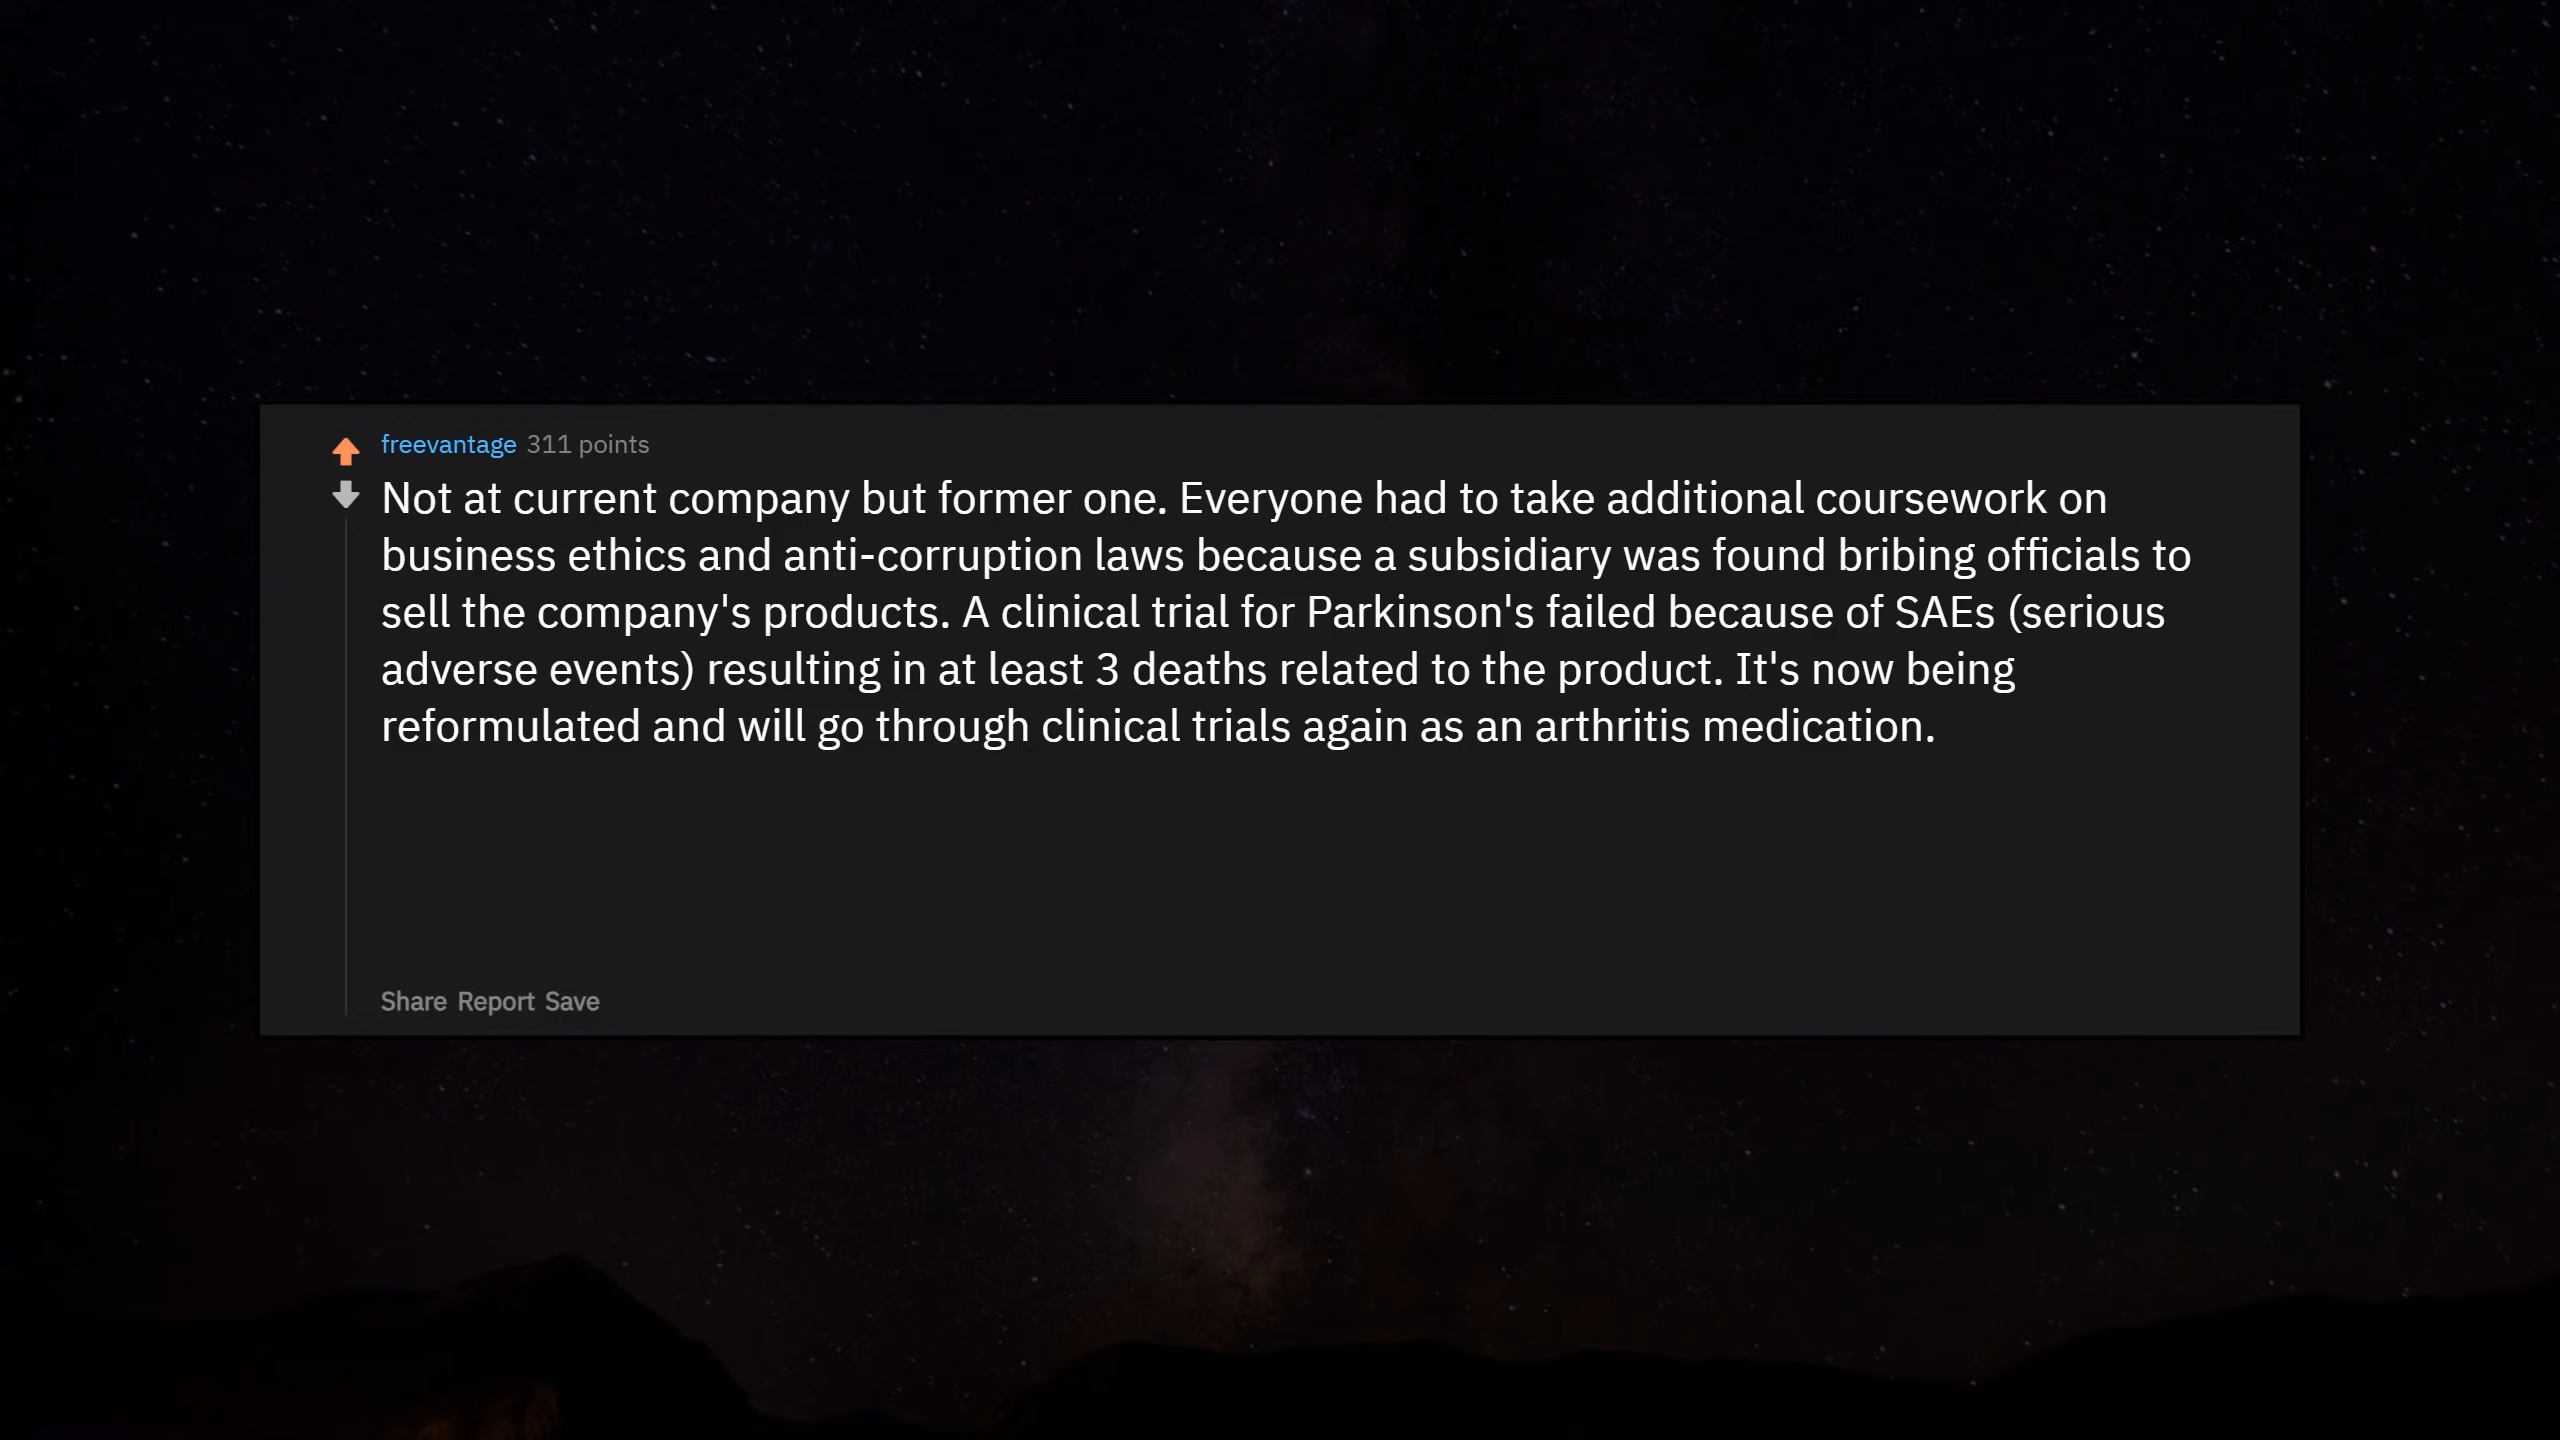 freevantage 311 points
Not at current company but former one. Everyone had to take additional coursework on
business ethics and anti-corruption laws because a subsidiary was found bribing officials to
sell the company's products. A clinical trial for Parkinson's failed because of SAEs (serious
adverse events) resulting in at least 3 deaths related to the product. It's now being
reformulated and will go through clinical trials again as an arthritis medication.
Share Report Save